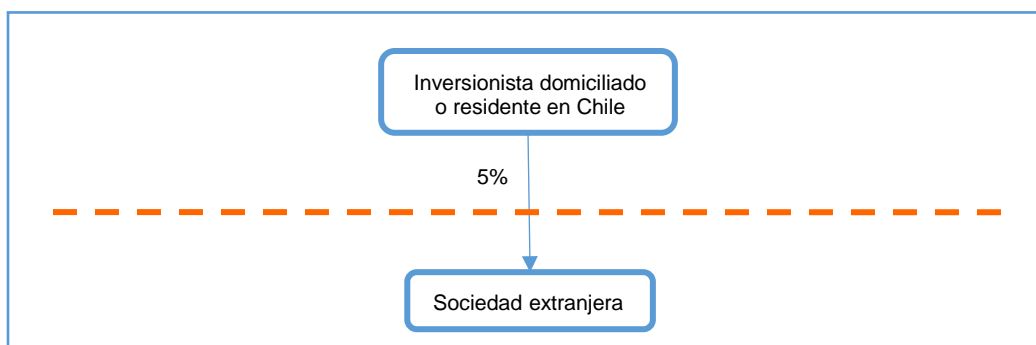 Inversionista domiciliado
o residente en Chile
5%
Sociedad extranjera